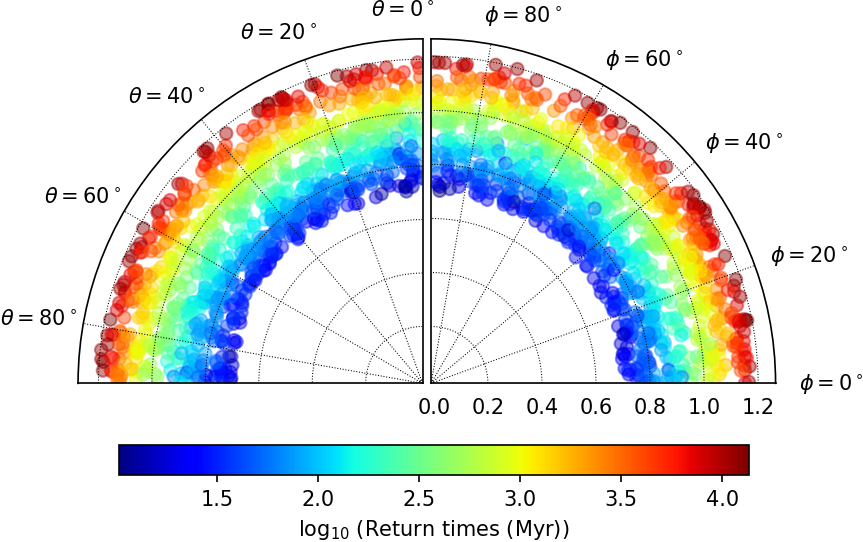 θ = 0° ϕ = 80°
θ = 20° ϕ = 60°
θ = 40° ϕ = 40°
θ = 60° ϕ = 20°
θ = 80° ϕ = 0°
0.0 0.2 0.4 0.6 0.8 1.0 1.2
1.5 2.0 2.5 3.0 3.5 4.0
log₁₀ (Return times (Myr))